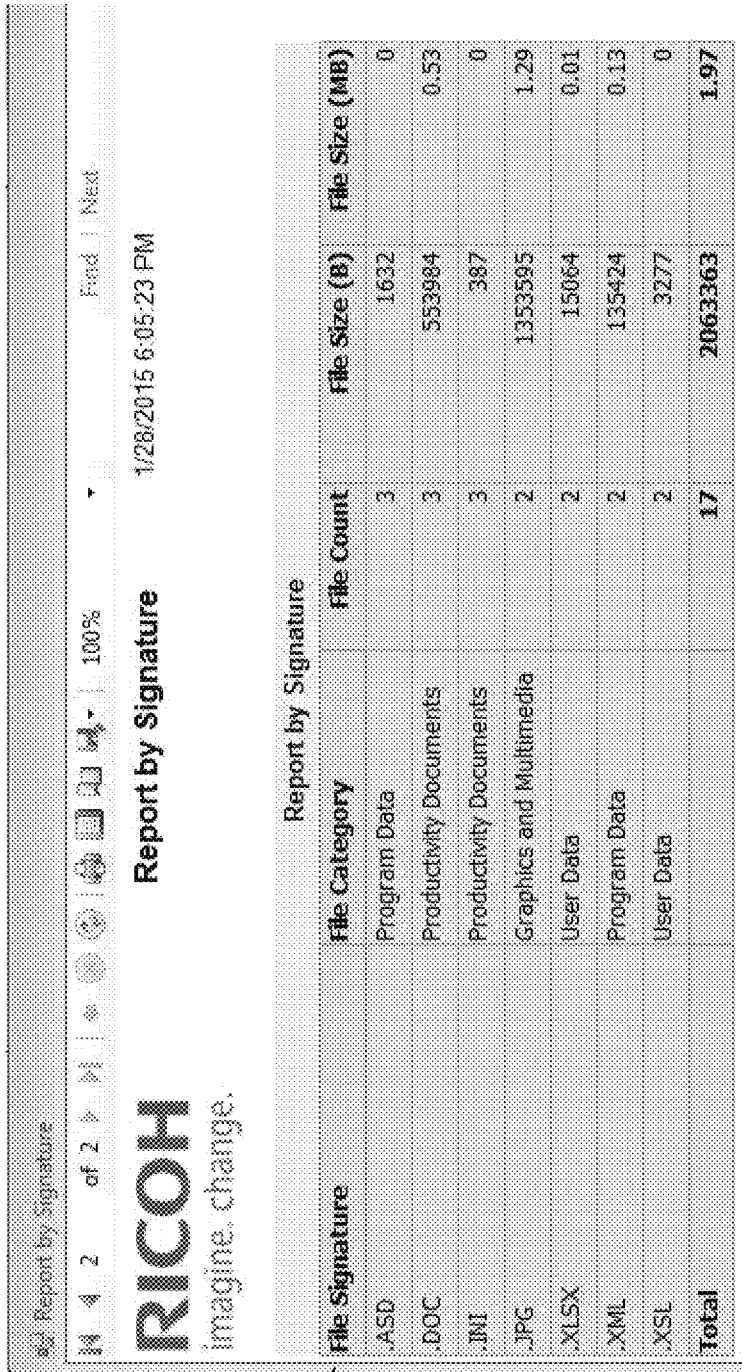 Report by Signature
2 of 2 100% Find | Next
RICOH
imagine. change.
Report by Signature 1/28/2015 6:05:23 PM
Report by Signature
File Signature File Category File Count File Size (B) File Size (MB)
.ASD Program Data 3 1632 0
.DOC Productivity Documents 3 553984 0.53
.INI Productivity Documents 3 387 0
.JPG Graphics and Multimedia 2 1353595 1.29
.XLSX User Data 2 15064 0.01
.XML Program Data 2 135424 0.13
.XSL User Data 2 3277 0
Total 17 2063363 1.97